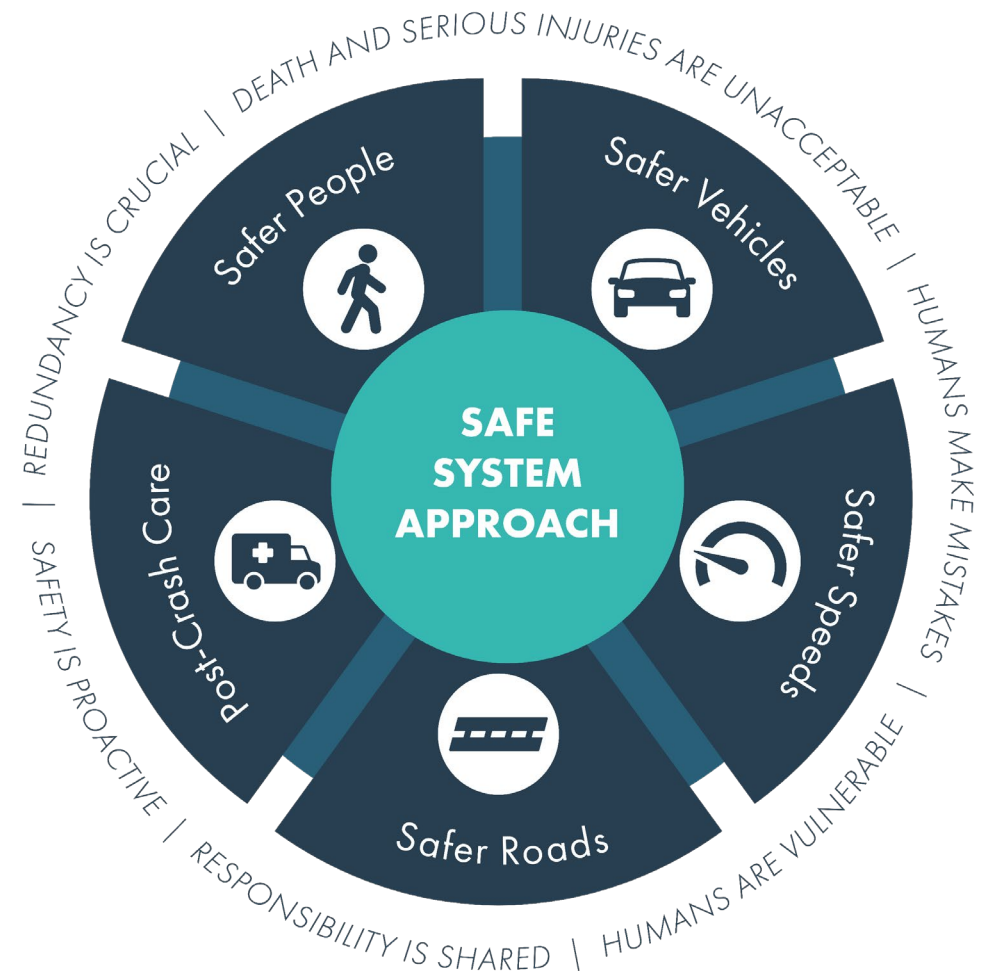 DEATH AND SERIOUS INJURIES ARE UNACCEPTABLE | HUMANS MAKE MISTAKES | HUMANS ARE VULNERABLE | RESPONSIBILITY IS SHARED | SAFETY IS PROACTIVE | REDUNDANCY IS CRUCIAL |
Safer People
Safer Vehicles
Safer Speeds
Safer Roads
Post-Crash Care
SAFE
SYSTEM
APPROACH